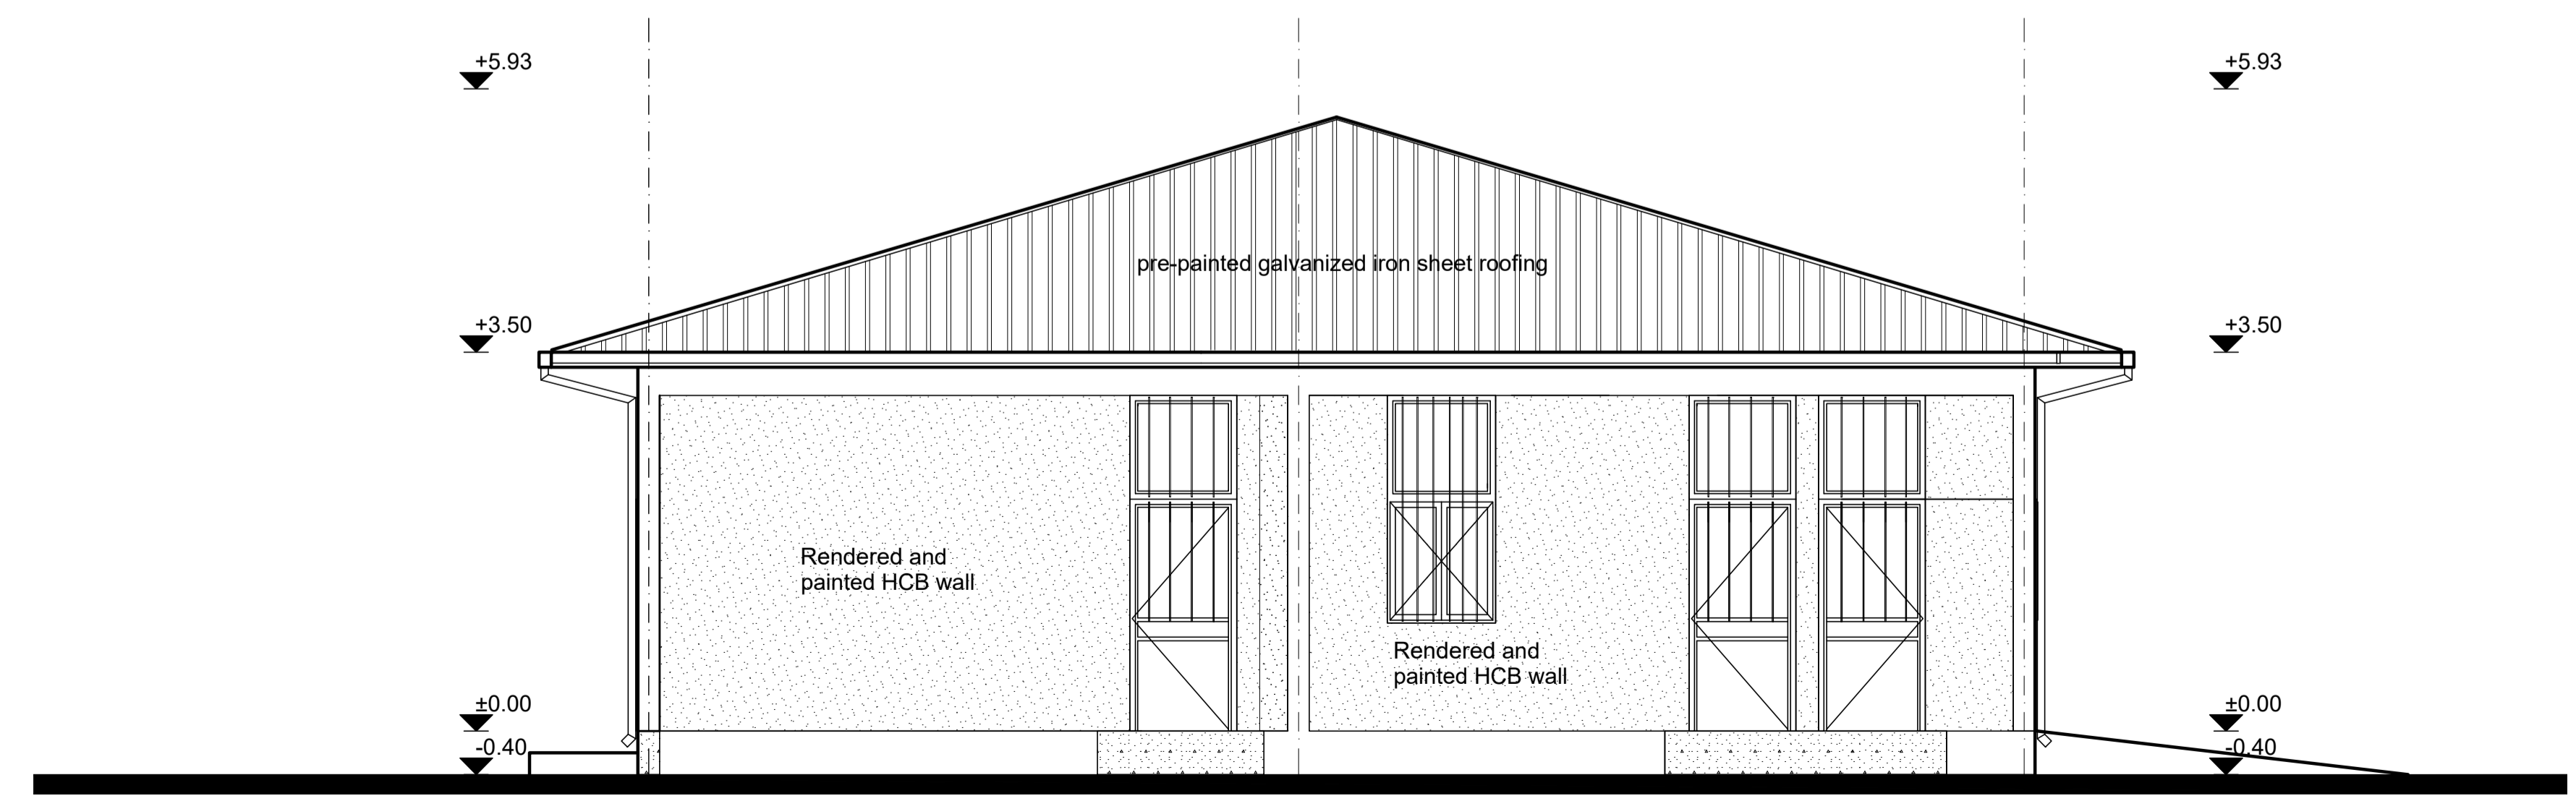 +5.93
+5.93
pre-painted galvanized iron sheet roofing
+3.50
+3.50
Rendered and
painted HCB wall
Rendered and
painted HCB wall
±0.00
±0.00
-0.40
-0.40